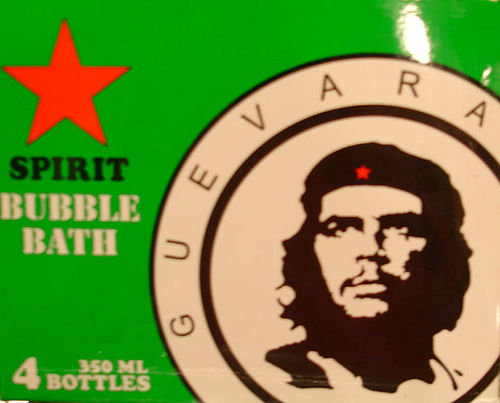 GUEVARA
SPIRIT
BUBBLE
BATH
4 350 ML
BOTTLES